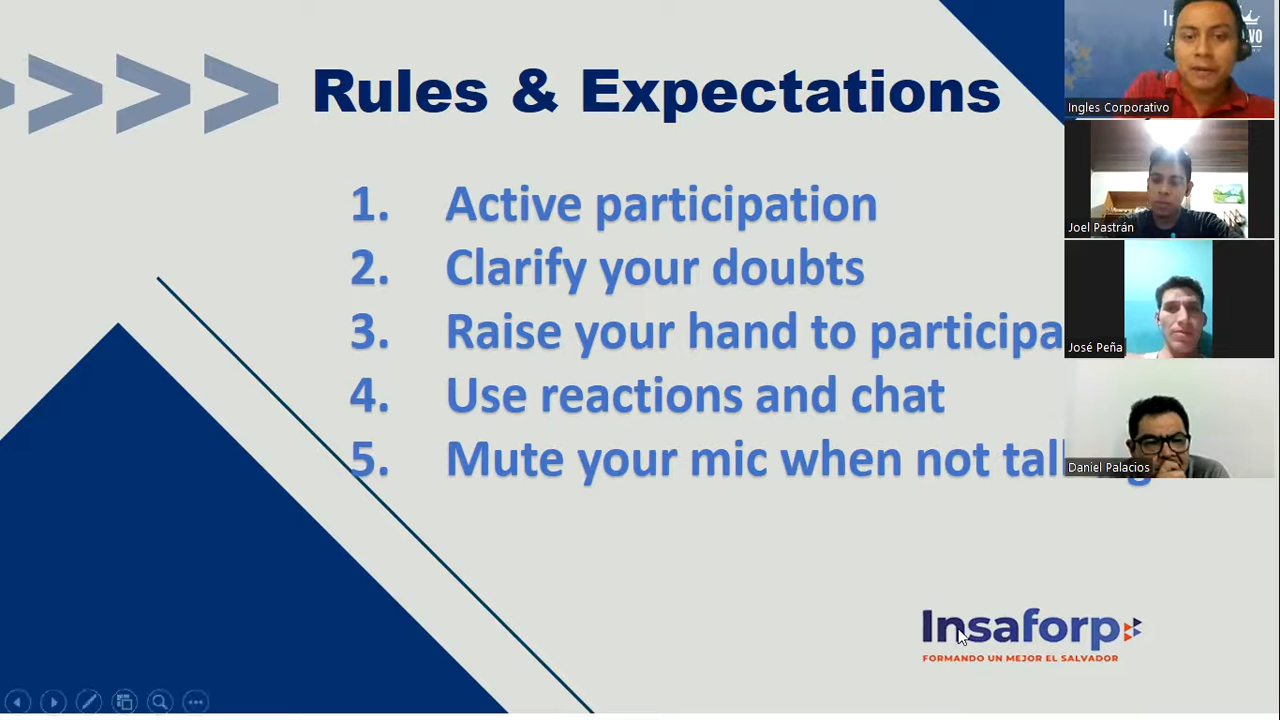 Rules & Expectations
1. Active participation
2. Clarify your doubts
3. Raise your hand to participa
4. Use reactions and chat
5. Mute your mic when not tal
Insaforp
FORMANDO UN MEJOR EL SALVADOR
Ingles Corporativo
Joel Pastrán
José Peña
Daniel Palacios